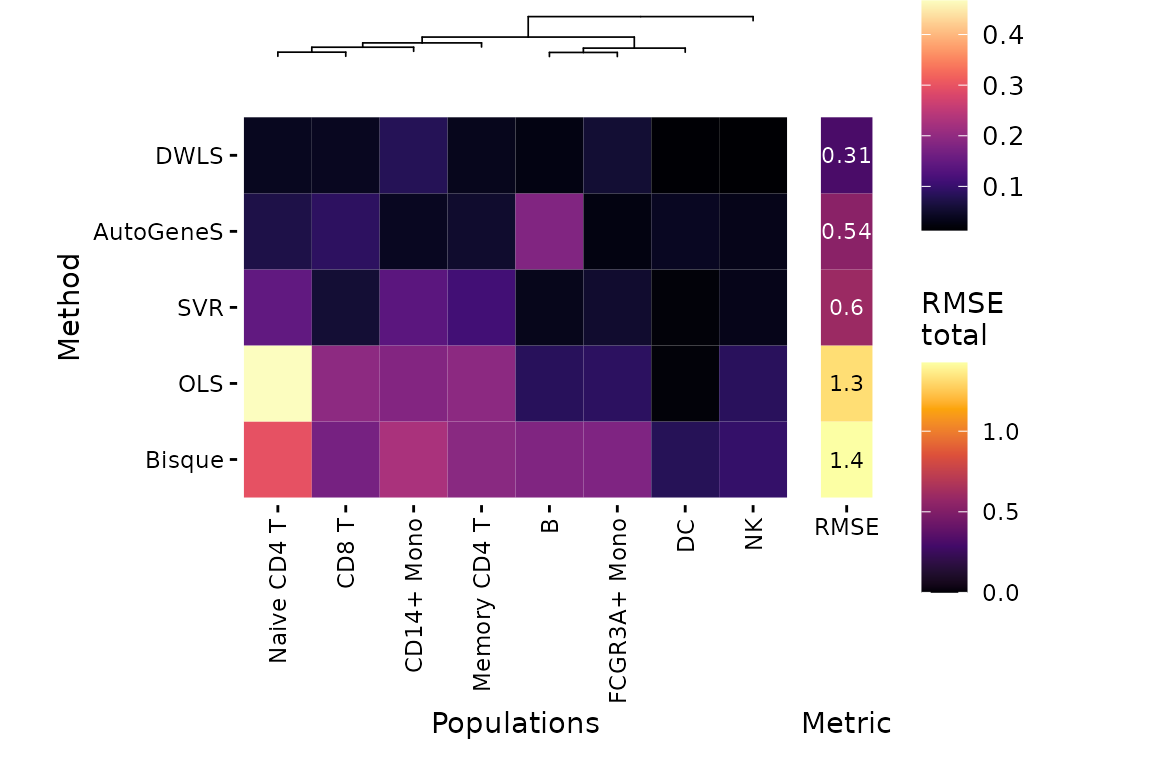 0.4
0.3
0.2
0.1
DWLS
AutoGeneS
SVR
OLS
Bisque
Method
0.31
0.54
0.6
1.3
1.4
RMSE
total
1.0
0.5
0.0
Naive CD4 T
CD8 T
CD14+ Mono
Memory CD4 T
B
FCGR3A+ Mono
DC
NK
RMSE
Populations
Metric